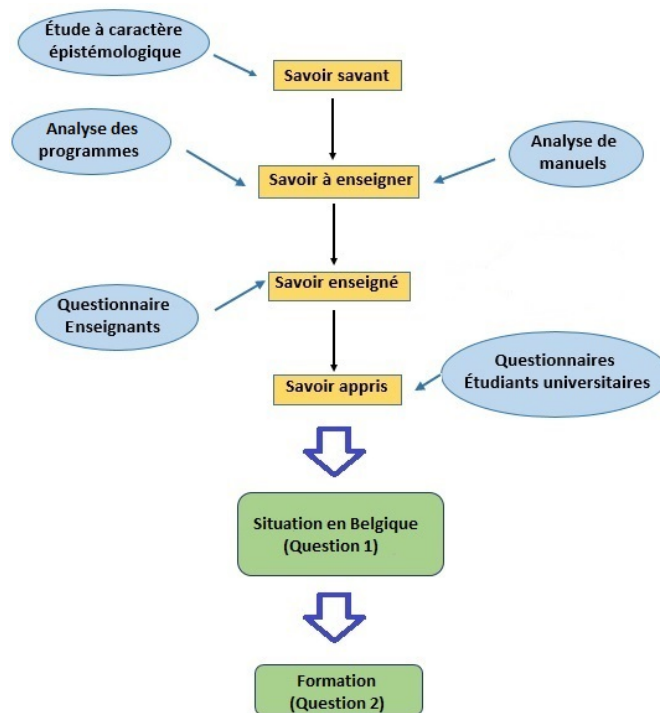 Étude à caractère
épistémologique
Savoir savant
Analyse des
programmes
Analyse de
manuels
Savoir à enseigner
Savoir enseigné
Questionnaire
Enseignants
Questionnaires
Étudiants universitaires
Savoir appris
Situation en Belgique
(Question 1)
Formation
(Question 2)